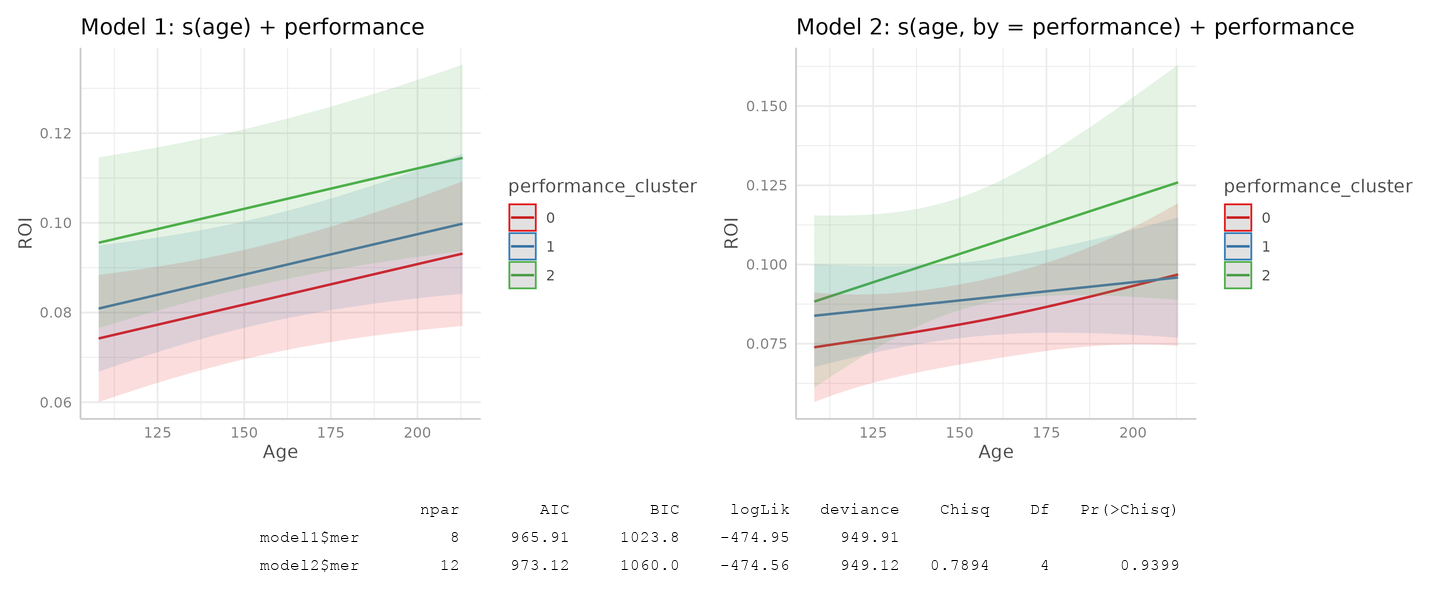 Model 1: s(age) + performance
0.12
0.10
0.08
0.06
ROI
125 150 175 200
Age
performance_cluster
0
1
2
Model 2: s(age, by = performance) + performance
0.150
0.125
0.100
0.075
ROI
125 150 175 200
Age
performance_cluster
0
1
2
npar AIC BIC logLik deviance Chisq Df Pr(>Chisq)
model1$mer 8 965.91 1023.8 -474.95 949.91
model2$mer 12 973.12 1060.0 -474.56 949.12 0.7894 4 0.9399